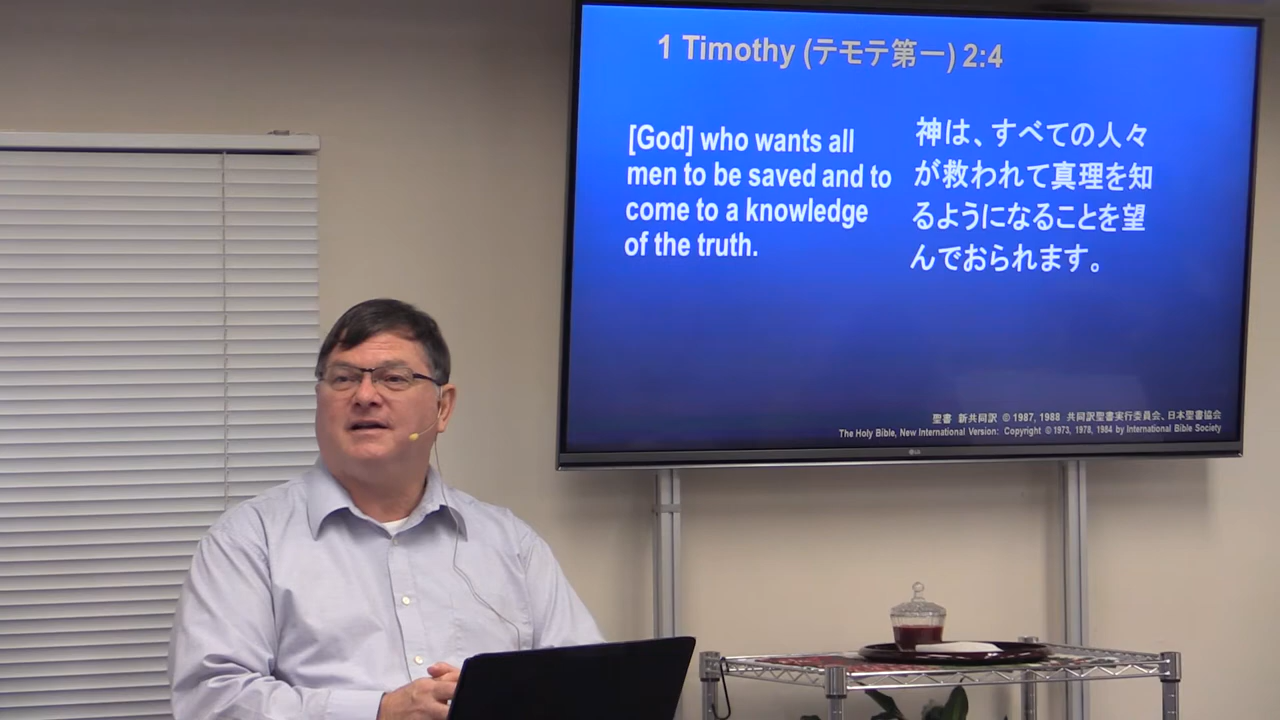 1 Timothy (テモテ第一) 2:4
[God] who wants all
men to be saved and to
come to a knowledge
of the truth.
神は、すべての人々
が救われて真理を知
るようになることを望
んでおられます。
聖書 新共同訳 © 1987, 1988 共同訳聖書実行委員会、日本聖書協会
The Holy Bible, New International Version: Copyright © 1973, 1978, 1984 by International Bible Society
LG